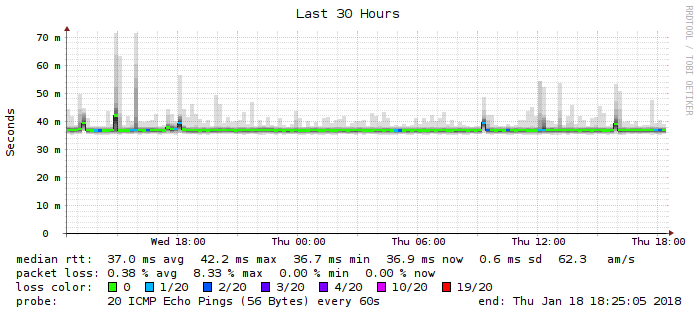 Last 30 Hours
RRDTOOL / TOBI OETIKER
Seconds
70 m
60 m
50 m
40 m
30 m
20 m
10 m
0
Wed 18:00 Thu 00:00 Thu 06:00 Thu 12:00 Thu 18:00
median rtt: 37.0 ms avg 42.2 ms max 36.7 ms min 36.9 ms now 0.6 ms sd 62.3 am/s
packet loss: 0.38 % avg 8.33 % max 0.00 % min 0.00 % now
loss color: 0 1/20 2/20 3/20 4/20 10/20 19/20
probe: 20 ICMP Echo Pings (56 Bytes) every 60s end: Thu Jan 18 18:25:05 2018